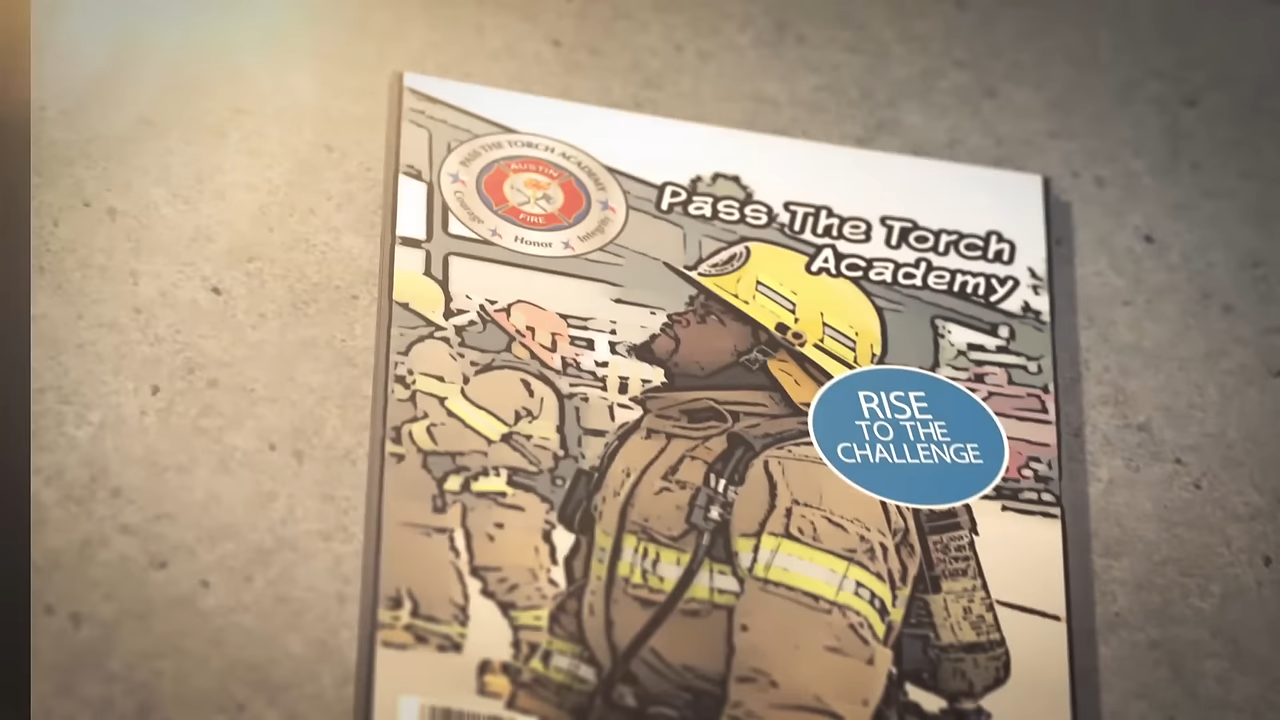 PASS THE TORCH ACADEMY
AUSTIN
FIRE
Courage
Honor
Integrity
Pass The Torch
Academy
RISE
TO THE
CHALLENGE